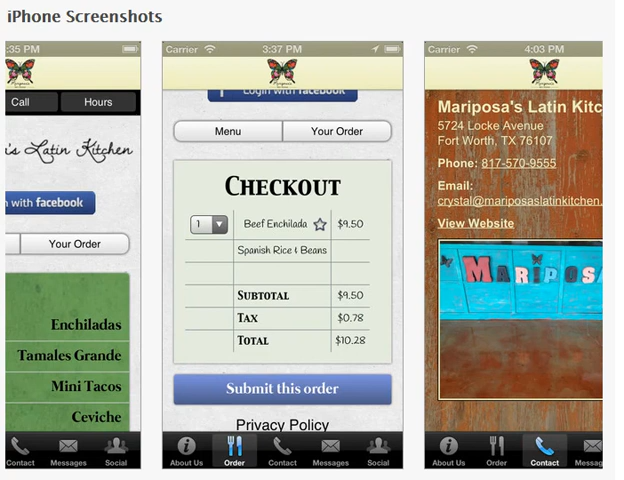 iPhone Screenshots
:35 PM
Call
Hours
's Latin Kitchen
with facebook
Your Order
Enchiladas
Tamales Grande
Mini Tacos
Ceviche
Contact
Messages
Social
Carrier
3:37 PM
Login with facebook
Menu
Your Order
Checkout
1
Beef Enchilada
$9.50
Spanish Rice & Beans
Subtotal
$9.50
Tax
$0.78
Total
$10.28
Submit this order
Privacy Policy
About Us
Order
Contact
Messages
Social
Carrier
4:03 PM
Mariposa's Latin Kitc
5724 Locke Avenue
Fort Worth, TX 76107
Phone: 817-570-9555
Email:
crystal@mariposaslatinkitchen.
View Website
MARIPOSA
About Us
Order
Contact
Messag